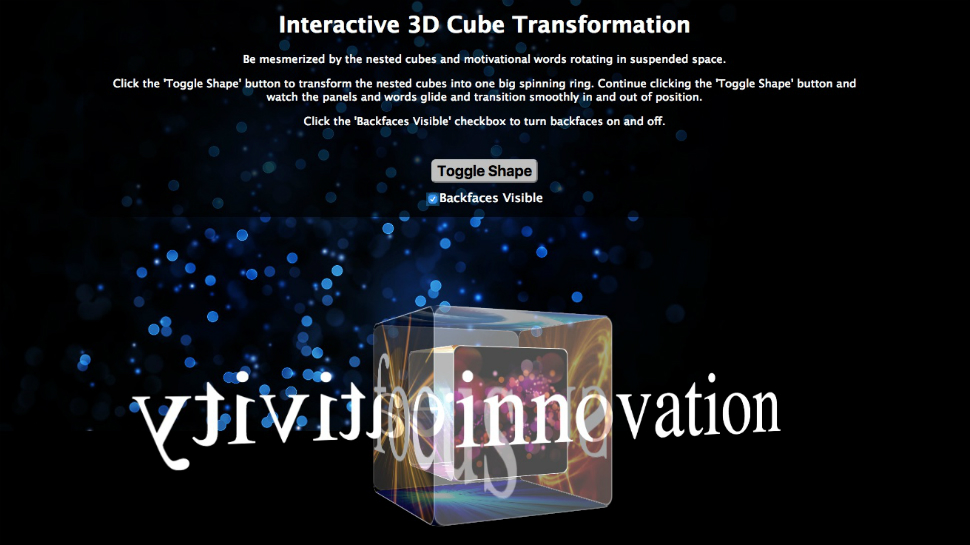 Interactive 3D Cube Transformation
Be mesmerized by the nested cubes and motivational words rotating in suspended space.
Click the 'Toggle Shape' button to transform the nested cubes into one big spinning ring. Continue clicking the 'Toggle Shape' button and
watch the panels and words glide and transition smoothly in and out of position.
Click the 'Backfaces Visible' checkbox to turn backfaces on and off.
Toggle Shape
Backfaces Visible
focus
innovation